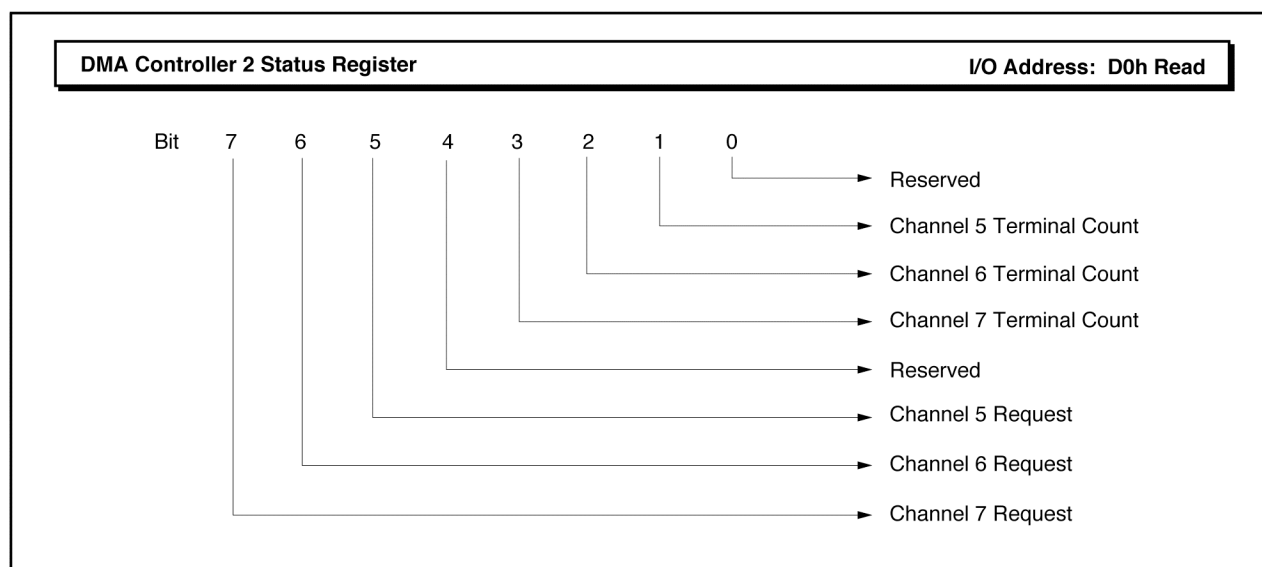 DMA Controller 2 Status Register I/O Address: D0h Read
Bit 7 6 5 4 3 2 1 0
Reserved
Channel 5 Terminal Count
Channel 6 Terminal Count
Channel 7 Terminal Count
Reserved
Channel 5 Request
Channel 6 Request
Channel 7 Request